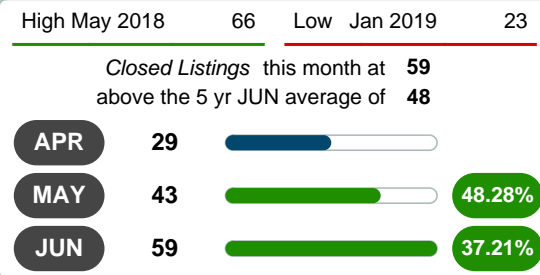 High May 2018 66 Low Jan 2019 23
Closed Listings this month at 59
above the 5 yr JUN average of 48
APR 29
MAY 43 48.28%
JUN 59 37.21%